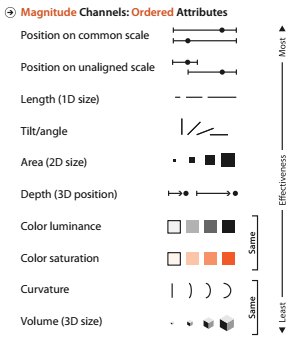 Magnitude Channels: Ordered Attributes
Position on common scale
Position on unaligned scale
Length (1D size)
Tilt/angle
Area (2D size)
Depth (3D position)
Color luminance
Color saturation
Curvature
Volume (3D size)
Same
Same
Most
Effectiveness
Least